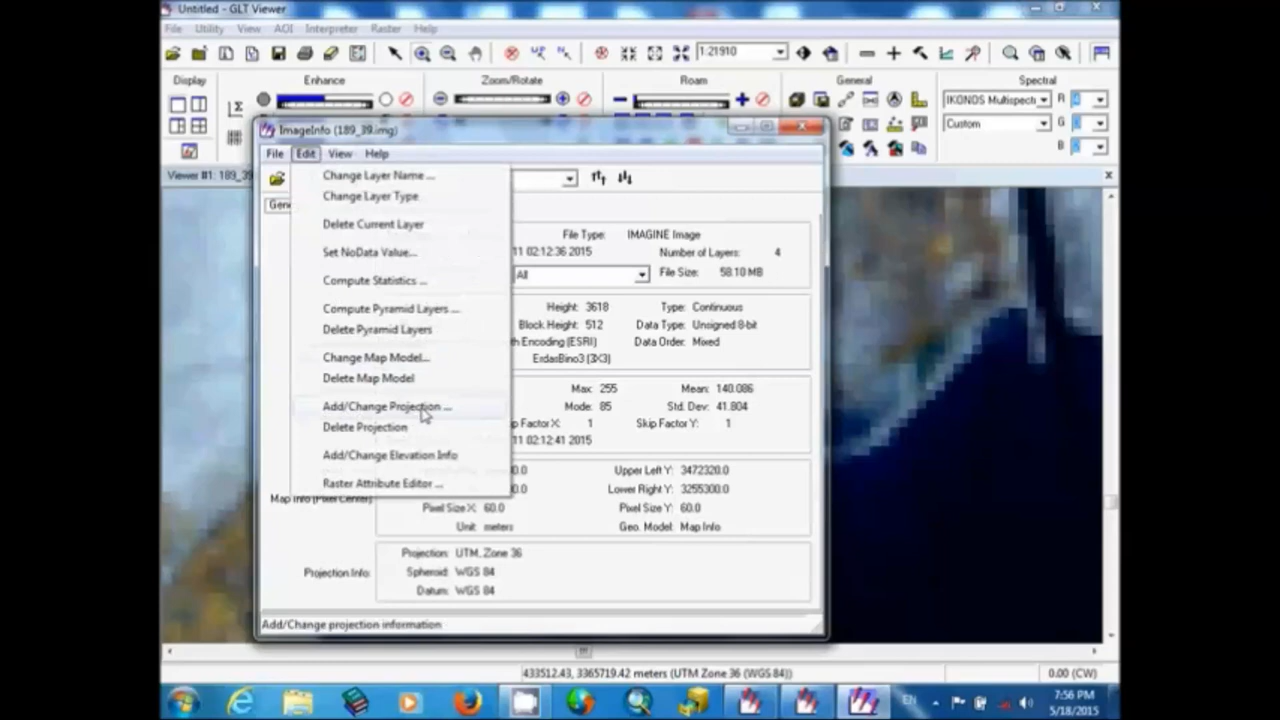 Untitled - GLT Viewer
File Utility View AOI Interpreter Raster Help
1:21910
Display Enhance Zoom/Rotate Roam General Spectral
IKONOS Multispect R
Custom G
B
Viewer #1: 189_39
ImageInfo (189_39.img)
File Edit View Help
Change Layer Name ...
Change Layer Type
Delete Current Layer
Set NoData Value...
Compute Statistics ...
Compute Pyramid Layers ...
Delete Pyramid Layers
Change Map Model...
Delete Map Model
Add/Change Projection ...
Delete Projection
Add/Change Elevation Info
Raster Attribute Editor ...
File Type: IMAGINE Image
11 02:12:36 2015 Number of Layers: 4
All File Size: 58.10 MB
Height: 3618 Type: Continuous
Block Height: 512 Data Type: Unsigned 8-bit
Encoding (ESRI) Data Order: Mixed
Max: 255 Mean: 140.086
Mode: 85 Std. Dev: 41.804
Factor X: 1 Skip Factor Y: 1
11 02:12:41 2015
Upper Left Y: 3472320.0
Lower Right Y: 3255300.0
Map Info (Pixel Center):
Pixel Size X: 60.0 Pixel Size Y: 60.0
Unit: meters Geo. Model: Map Info
Projection: UTM, Zone 36
Projection Info: Spheroid: WGS 84
Datum: WGS 84
Add/Change projection information
433512.43, 3365719.42 meters (UTM Zone 36 (WGS 84)) 0.00 (CW)
EN
7:56 PM
5/18/2015